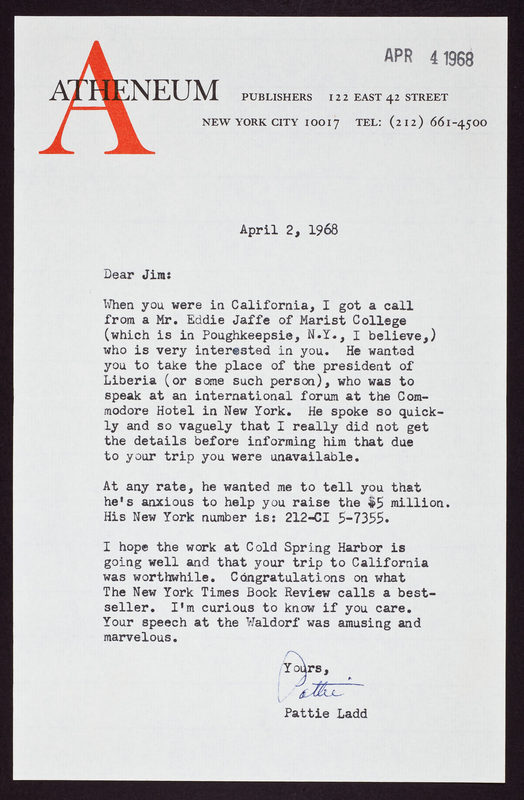 APR 4 1968
A
ATHENEUM PUBLISHERS 122 EAST 42 STREET
NEW YORK CITY 10017 TEL: (212) 661-4500
April 2, 1968
Dear Jim:
When you were in California, I got a call
from a Mr. Eddie Jaffe of Marist College
(which is in Poughkeepsie, N.Y., I believe,)
who is very interested in you. He wanted
you to take the place of the president of
Liberia (or some such person), who was to
speak at an international forum at the Com-
modore Hotel in New York. He spoke so quick-
ly and so vaguely that I really did not get
the details before informing him that due
to your trip you were unavailable.
At any rate, he wanted me to tell you that
he's anxious to help you raise the $5 million.
His New York number is: 212-CI 5-7355.
I hope the work at Cold Spring Harbor is
going well and that your trip to California
was worthwhile. Congratulations on what
The New York Times Book Review calls a best-
seller. I'm curious to know if you care.
Your speech at the Waldorf was amusing and
marvelous.
Yours,
Pattie
Pattie Ladd